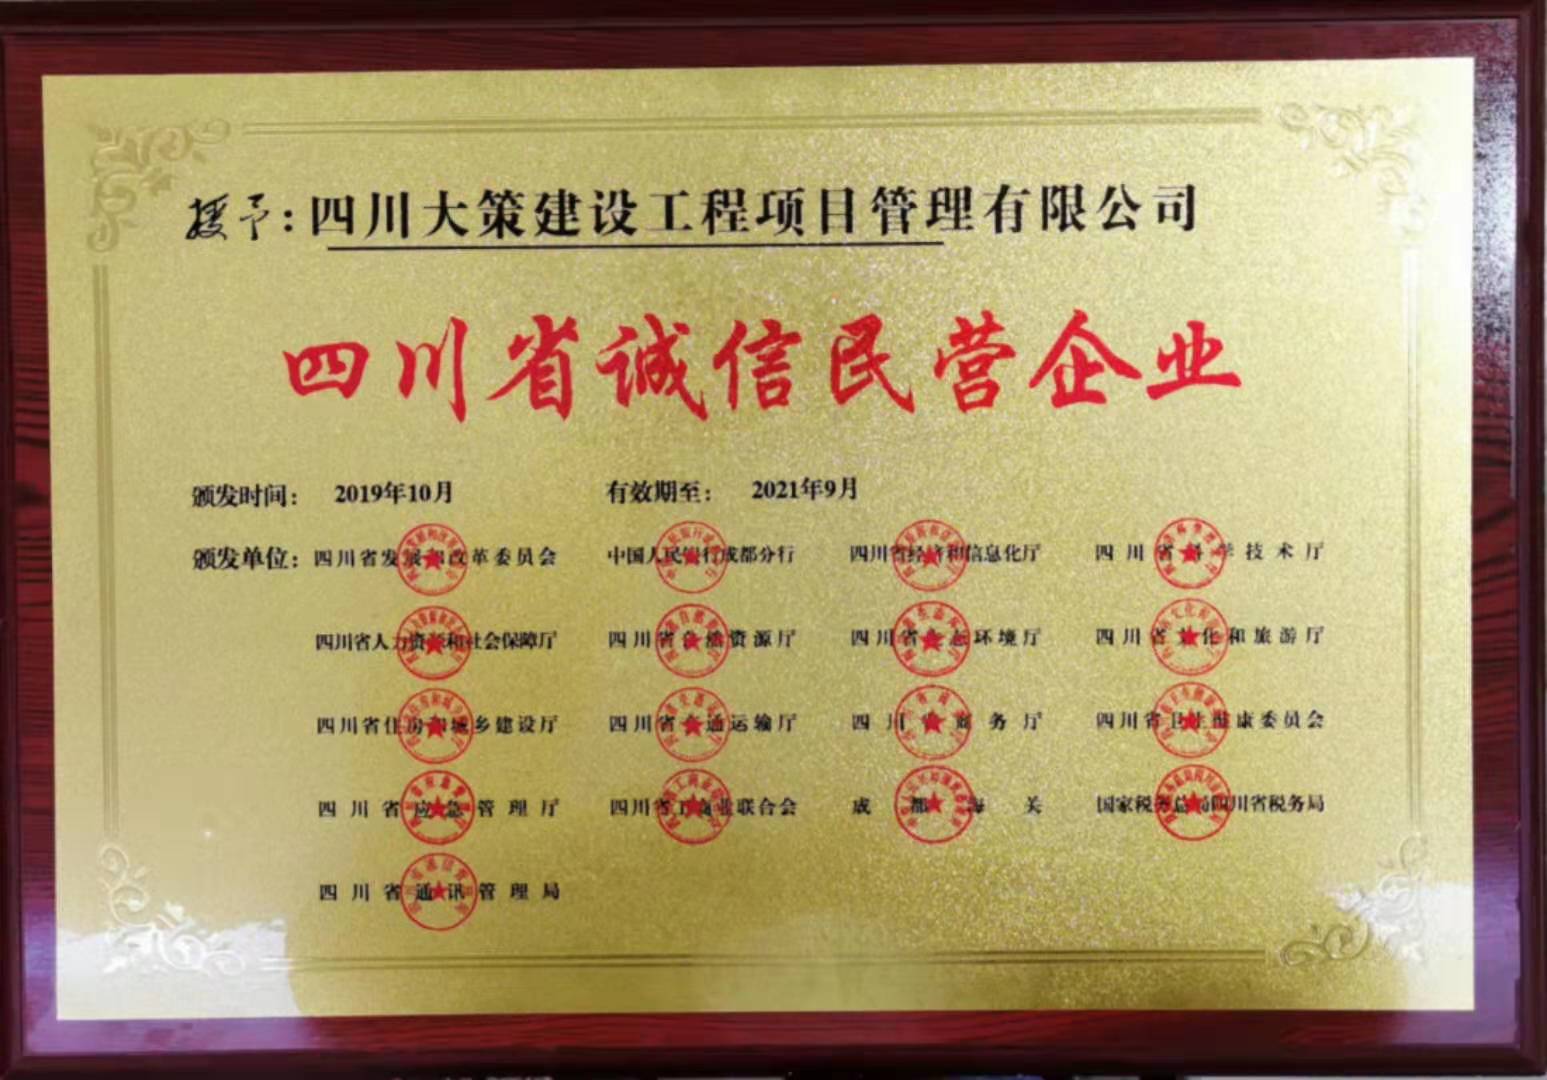 授予：四川大策建设工程项目管理有限公司
四川省诚信民营企业
颁发时间： 2019年10月 有效期至： 2021年9月
颁发单位：四川省发展和改革委员会 中国人民银行成都分行 四川省经济和信息化厅 四川省科学技术厅
四川省人力资源和社会保障厅 四川省自然资源厅 四川省生态环境厅 四川省文化和旅游厅
四川省住房和城乡建设厅 四川省交通运输厅 四川省商务厅 四川省卫生健康委员会
四川省应急管理厅 四川省工商业联合会 成都海关 国家税务总局四川省税务局
四川省通讯管理局